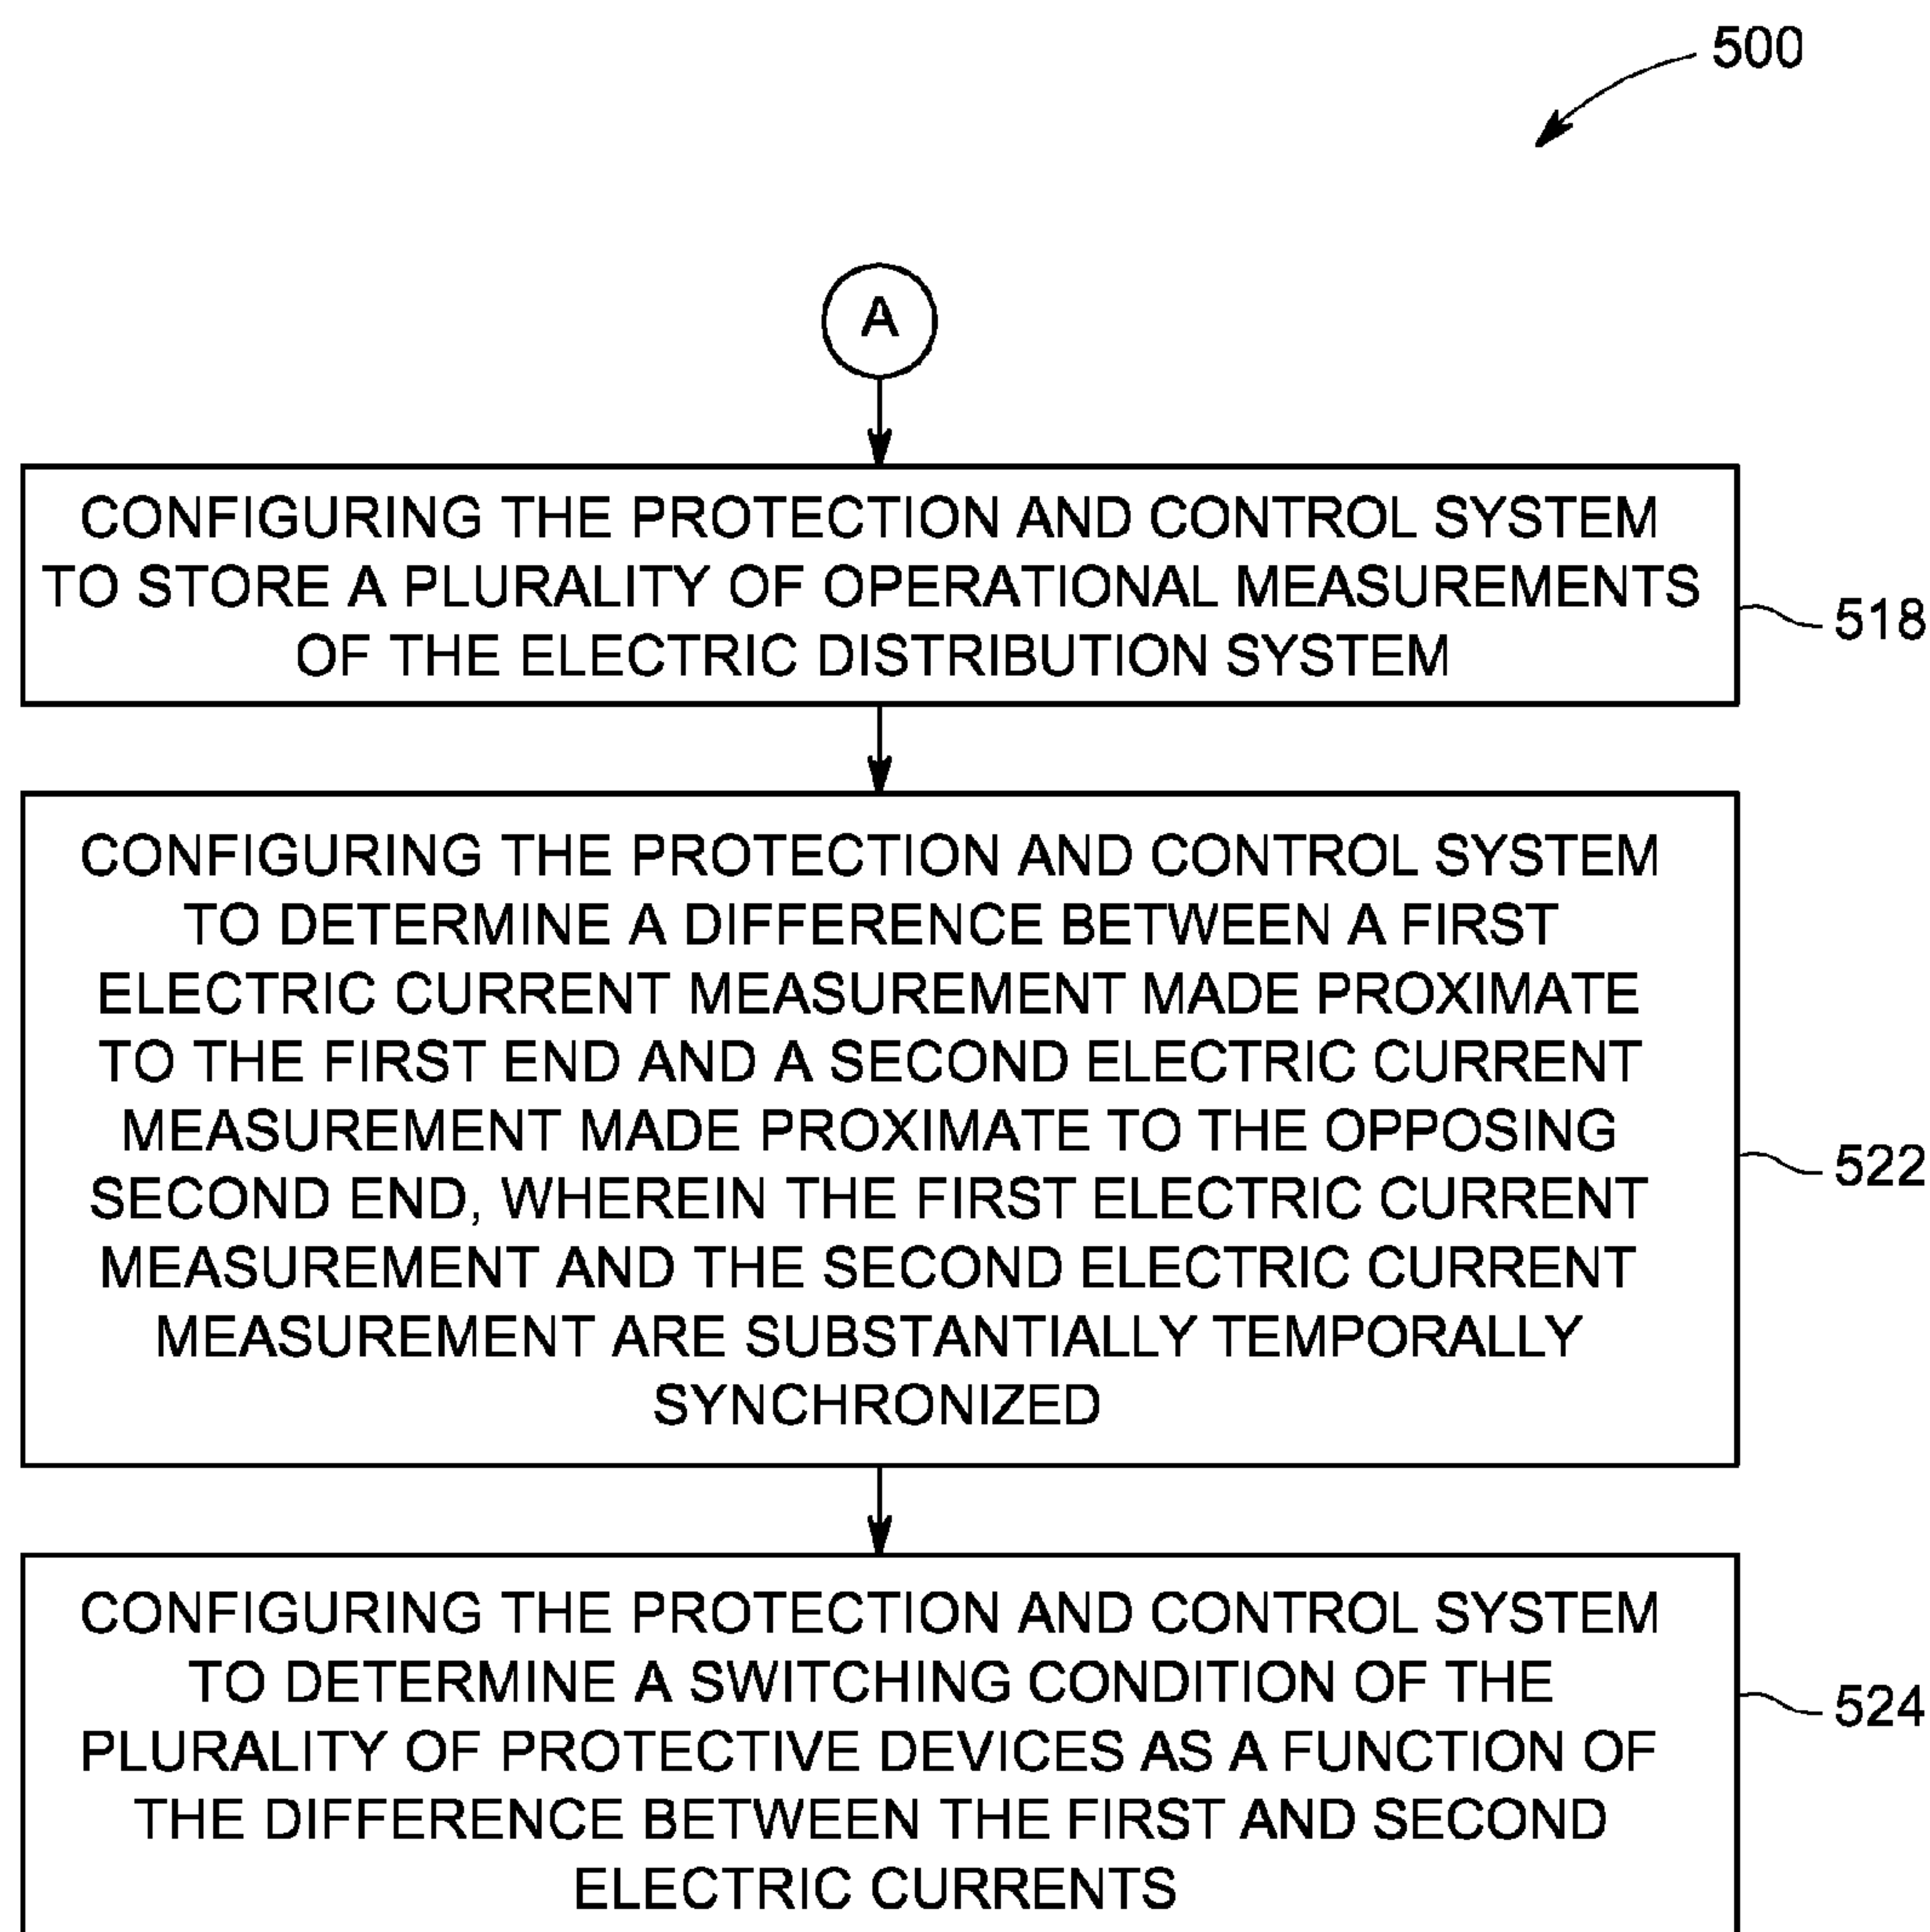 500
A
CONFIGURING THE PROTECTION AND CONTROL SYSTEM
TO STORE A PLURALITY OF OPERATIONAL MEASUREMENTS
OF THE ELECTRIC DISTRIBUTION SYSTEM
518
CONFIGURING THE PROTECTION AND CONTROL SYSTEM
TO DETERMINE A DIFFERENCE BETWEEN A FIRST
ELECTRIC CURRENT MEASUREMENT MADE PROXIMATE
TO THE FIRST END AND A SECOND ELECTRIC CURRENT
MEASUREMENT MADE PROXIMATE TO THE OPPOSING
SECOND END, WHEREIN THE FIRST ELECTRIC CURRENT
MEASUREMENT AND THE SECOND ELECTRIC CURRENT
MEASUREMENT ARE SUBSTANTIALLY TEMPORALLY
SYNCHRONIZED
522
CONFIGURING THE PROTECTION AND CONTROL SYSTEM
TO DETERMINE A SWITCHING CONDITION OF THE
PLURALITY OF PROTECTIVE DEVICES AS A FUNCTION OF
THE DIFFERENCE BETWEEN THE FIRST AND SECOND
ELECTRIC CURRENTS
524